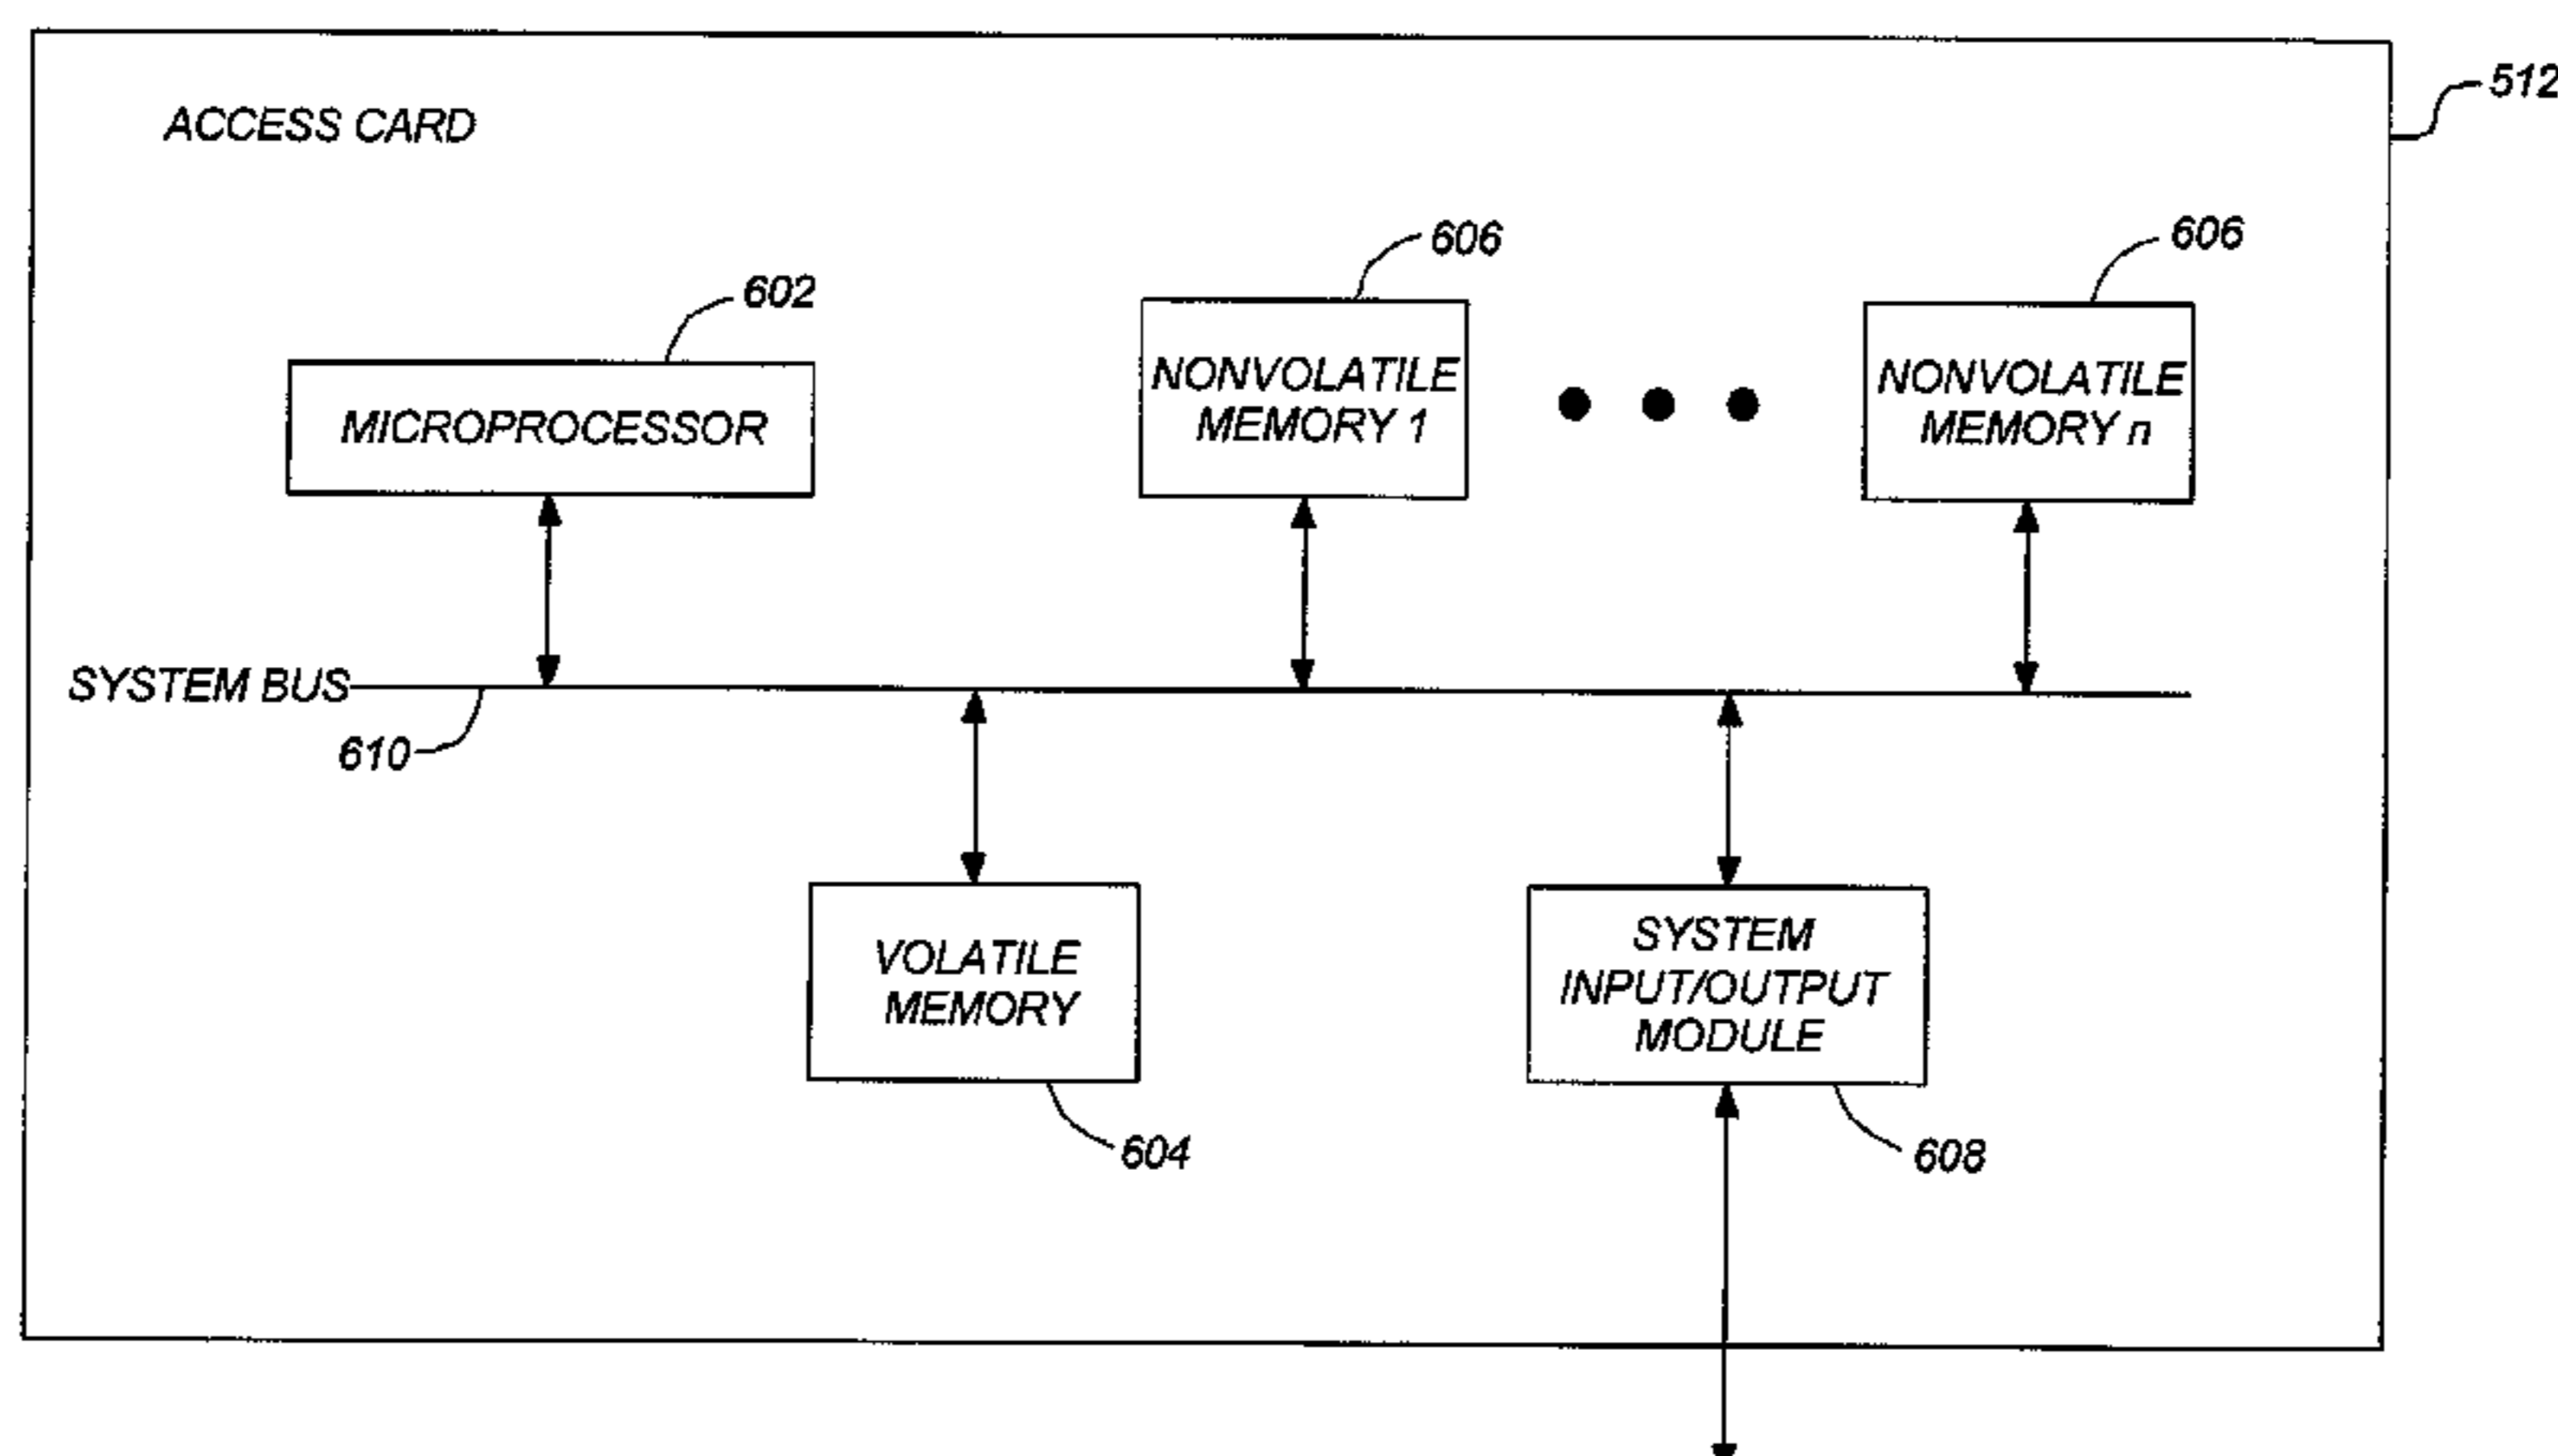 512
ACCESS CARD
606
606
602
NONVOLATILE
MEMORY 1
NONVOLATILE
MEMORY n
MICROPROCESSOR
SYSTEM BUS
610
VOLATILE
MEMORY
SYSTEM
INPUT/OUTPUT
MODULE
604
608